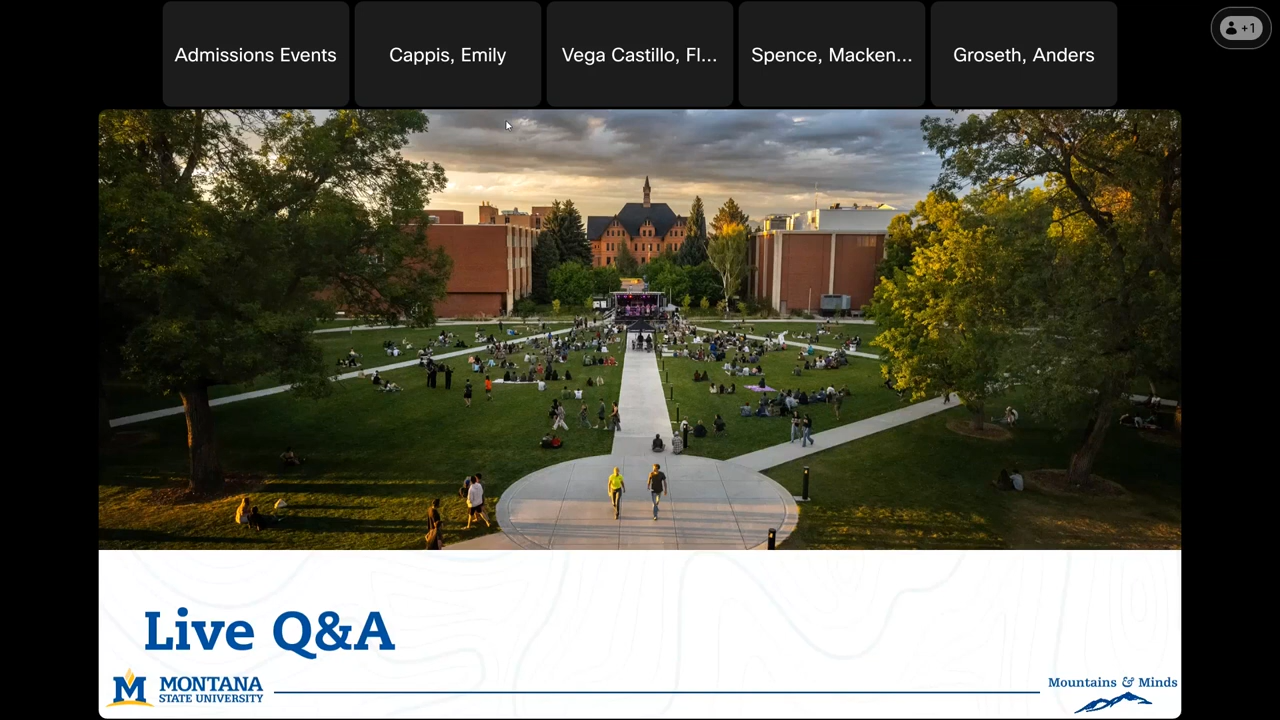 Admissions Events
Cappis, Emily
Vega Castillo, Fl...
Spence, Macken...
Groseth, Anders
+1
Live Q&A
M MONTANA
STATE UNIVERSITY
Mountains & Minds